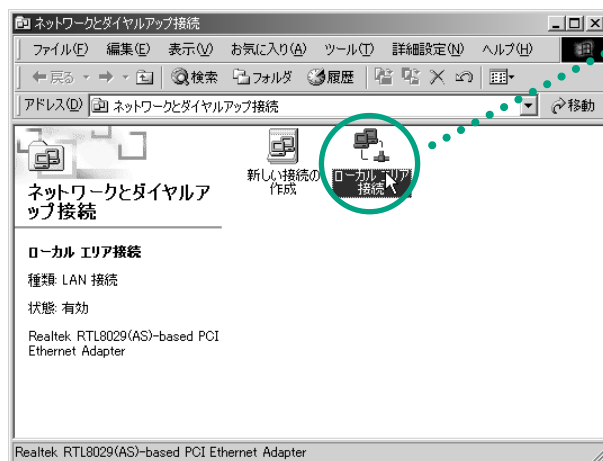 ネットワークとダイヤルアップ接続
ファイル(F) 編集(E) 表示(V) お気に入り(A) ツール(T) 詳細設定(N) ヘルプ(H)
戻る 検索 フォルダ 履歴
アドレス(D) ネットワークとダイヤルアップ接続 移動
新しい接続の
作成
ローカル エリア
接続
ネットワークとダイヤルア
ップ接続
ローカル エリア接続
種類: LAN 接続
状態: 有効
Realtek RTL8029(AS)-based PCI
Ethernet Adapter
Realtek RTL8029(AS)-based PCI Ethernet Adapter